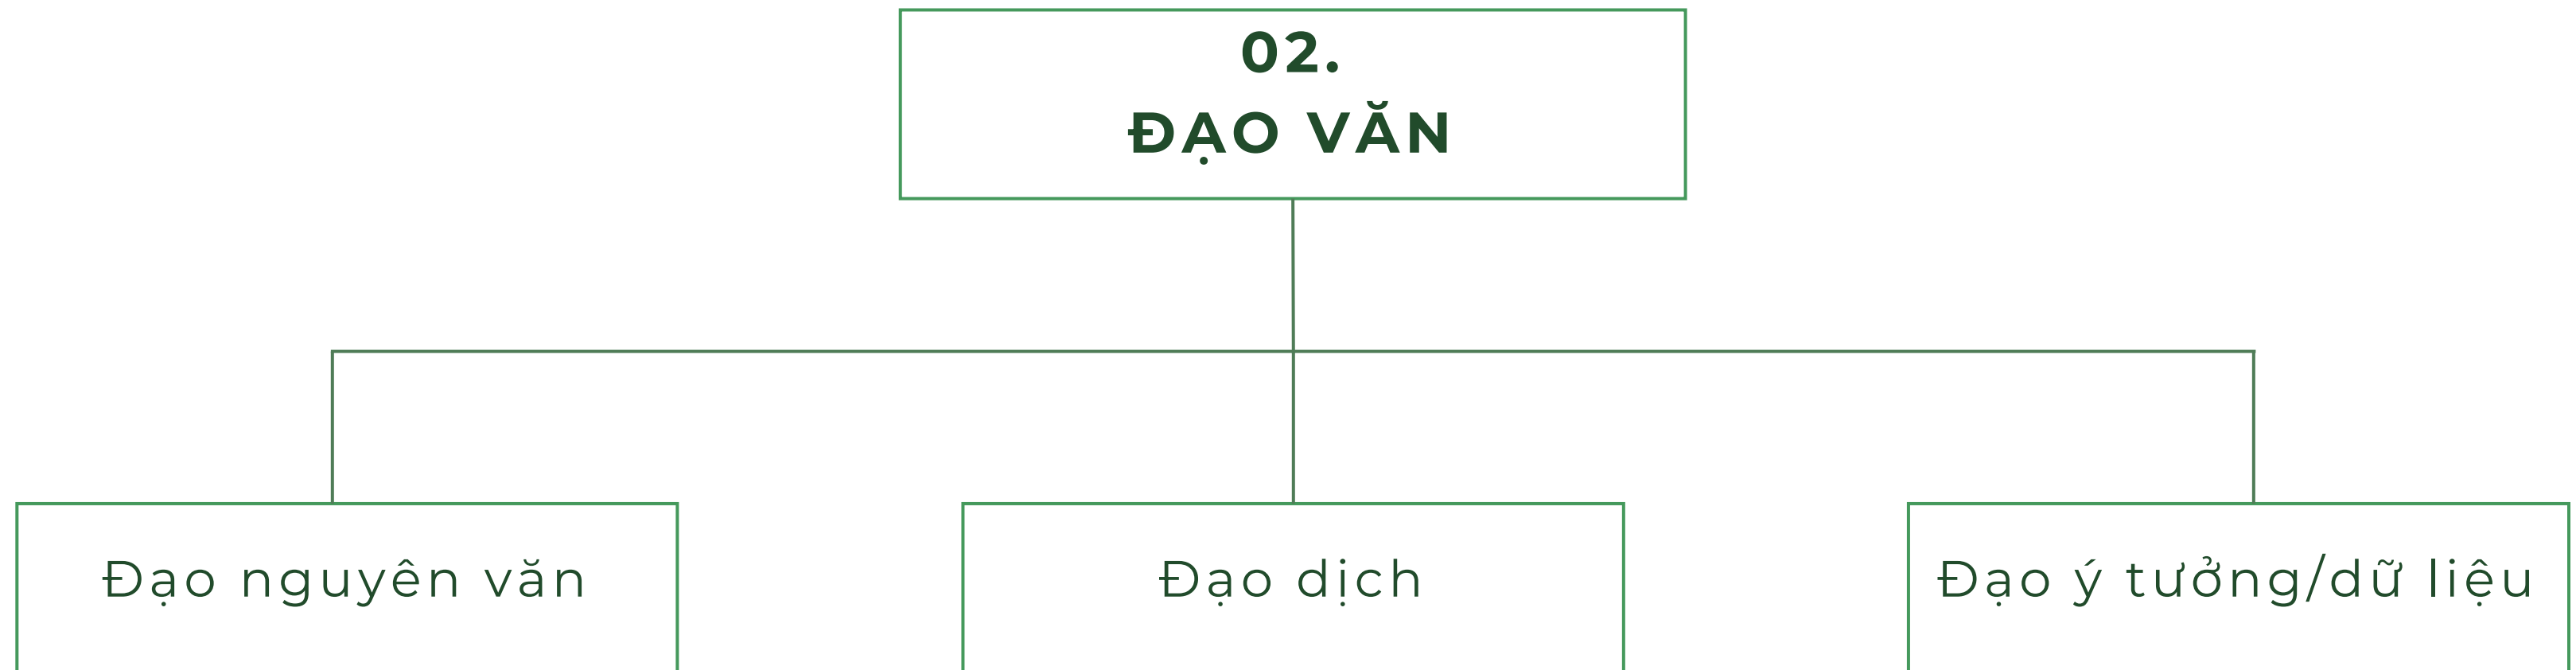 02.
ĐẠO VĂN
Đạo nguyên văn
Đạo dịch
Đạo ý tưởng/dữ liệu